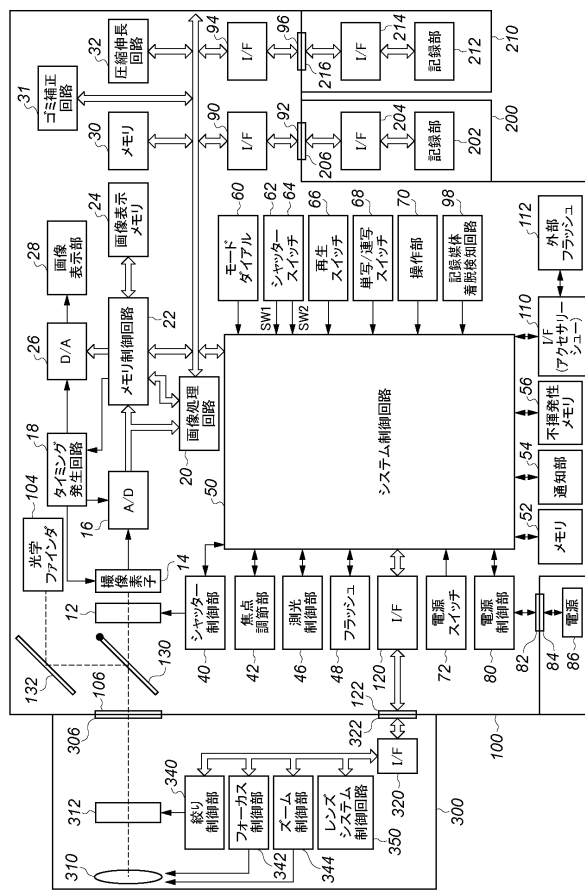 310
312
306
106
132
130
12
14
撮像素子
104
光学
ファインダ
18
タイミング
発生回路
16
A/D
26
D/A
28
画像
表示部
24
画像表示
メモリ
22
メモリ制御回路
20
画像処理
回路
30
メモリ
31
ゴミ補正
回路
32
圧縮伸長
回路
90
I/F
94
I/F
92
206
96
216
204
I/F
214
I/F
202
記録部
212
記録部
200
210
340
絞り
制御部
342
フォーカス
制御部
344
ズーム
制御部
350
レンズ
システム
制御回路
320
I/F
300
322
122
100
40
シャッター
制御部
42
焦点
調節部
46
測光
制御部
48
フラッシュ
120
I/F
72
電源
スイッチ
80
電源
制御部
82
84
86
電源
50
システム制御回路
60
モード
ダイアル
62
64
シャッター
スイッチ
SW1
SW2
66
再生
スイッチ
68
単写/連写
スイッチ
70
操作部
98
記録媒体
着脱検知回路
52
メモリ
54
通知部
56
不揮発性
メモリ
110
I/F
(アクセサリー
シュー)
112
外部
フラッシュ